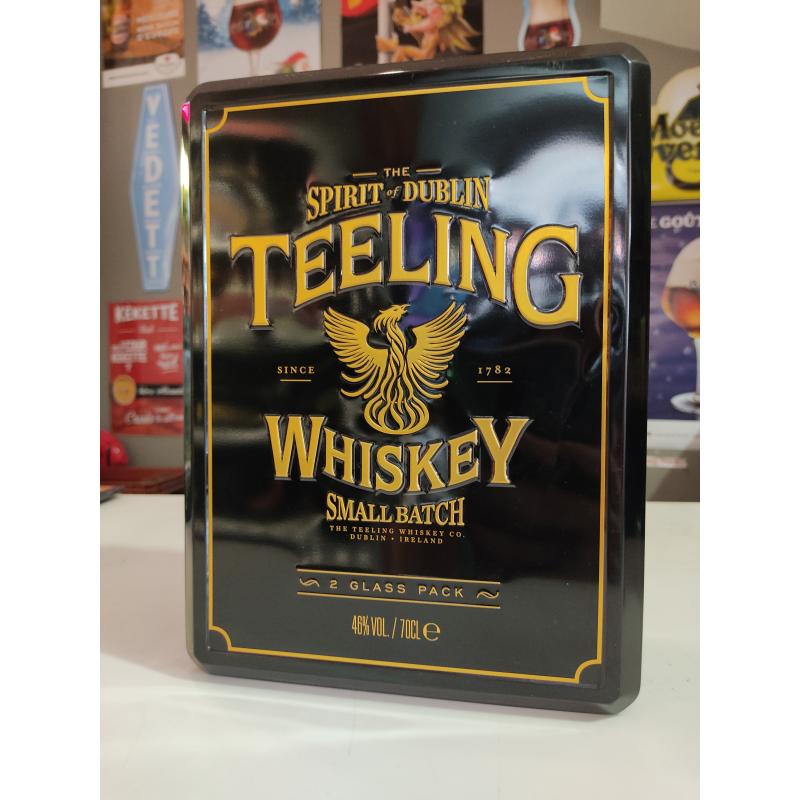 THE
SPIRIT of DUBLIN
TEELING
SINCE 1782
WHISKEY
SMALL BATCH
THE TEELING WHISKEY CO.
DUBLIN • IRELAND
2 GLASS PACK
46% VOL. / 70CL ℮
VEDETT
KEKETTE
GOÛT